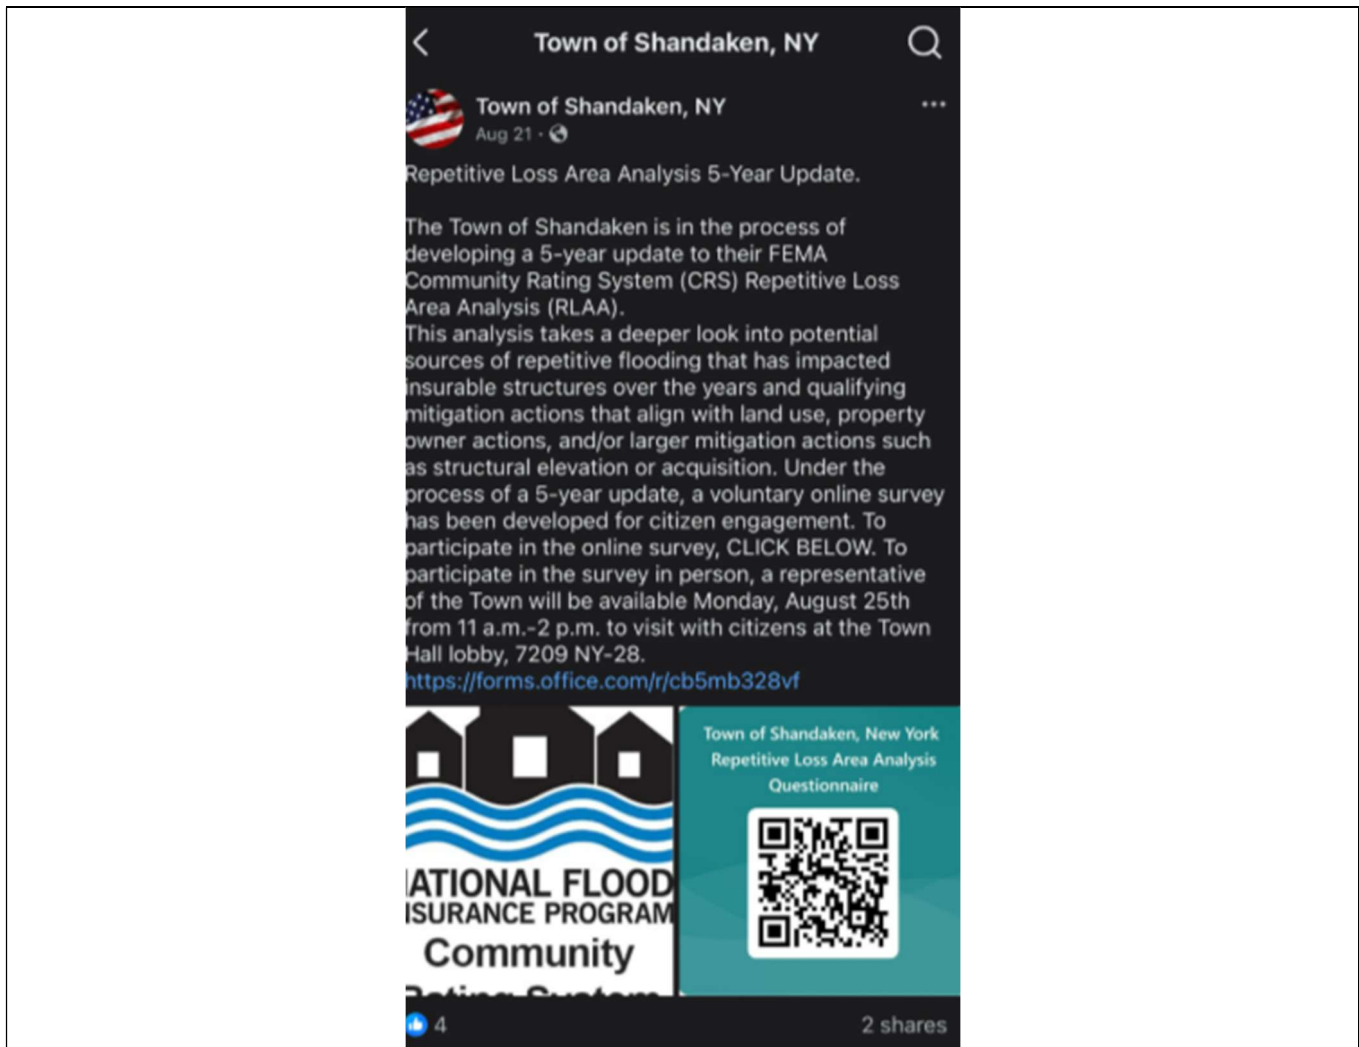 Town of Shandaken, NY
Town of Shandaken, NY
Aug 21 ·
Repetitive Loss Area Analysis 5-Year Update.
The Town of Shandaken is in the process of
developing a 5-year update to their FEMA
Community Rating System (CRS) Repetitive Loss
Area Analysis (RLAA).
This analysis takes a deeper look into potential
sources of repetitive flooding that has impacted
insurable structures over the years and qualifying
mitigation actions that align with land use, property
owner actions, and/or larger mitigation actions such
as structural elevation or acquisition. Under the
process of a 5-year update, a voluntary online survey
has been developed for citizen engagement. To
participate in the online survey, CLICK BELOW. To
participate in the survey in person, a representative
of the Town will be available Monday, August 25th
from 11 a.m.-2 p.m. to visit with citizens at the Town
Hall lobby, 7209 NY-28.
https://forms.office.com/r/cb5mb328vf
ATIONAL FLOOD
NSURANCE PROGRAM
Community
Rating System
Town of Shandaken, New York
Repetitive Loss Area Analysis
Questionnaire
4
2 shares